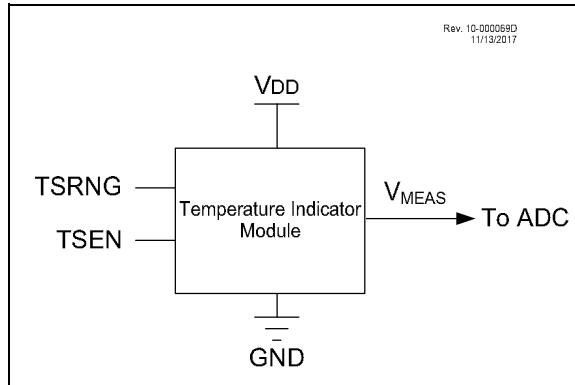 Rev. 10-000069D
11/13/2017
VDD
TSRNG
TSEN
Temperature Indicator
Module
VMEAS
To ADC
GND